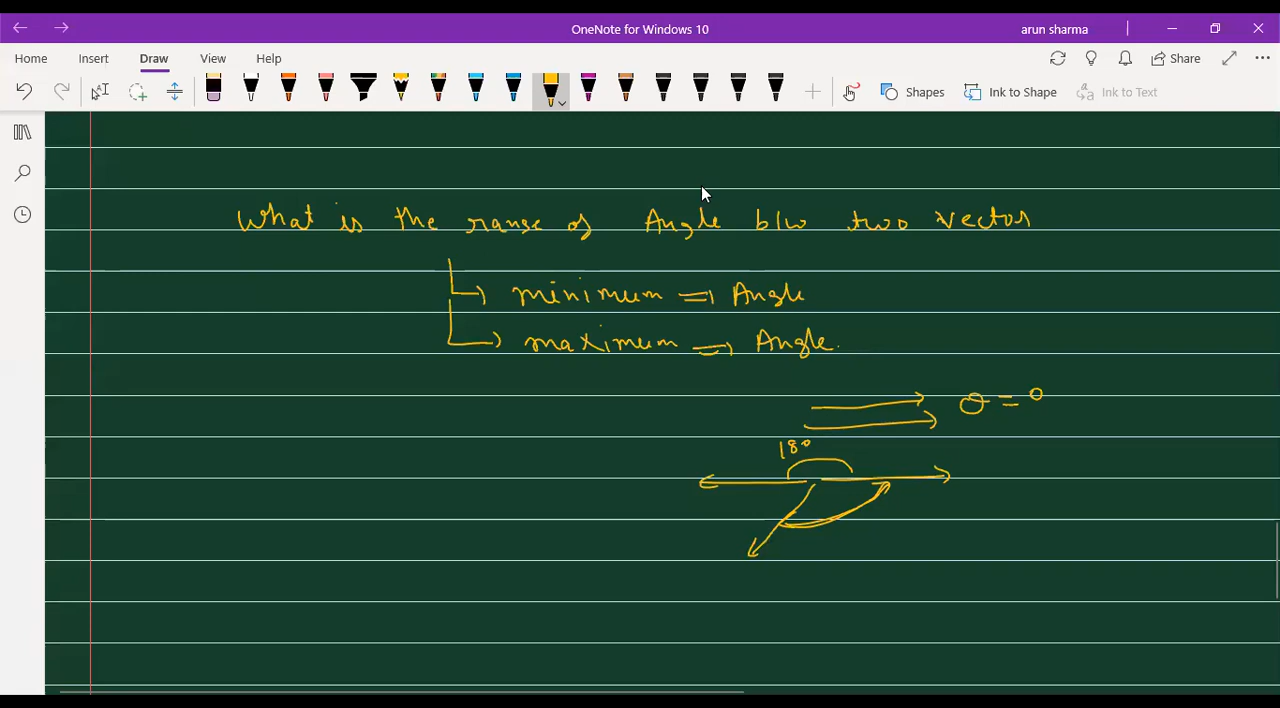 OneNote for Windows 10
arun sharma
Home Insert Draw View Help
Share
Shapes Ink to Shape Ink to Text
What is the range of Angle b/w two vector
minimum => Angle
maximum => Angle.
θ = 0
180